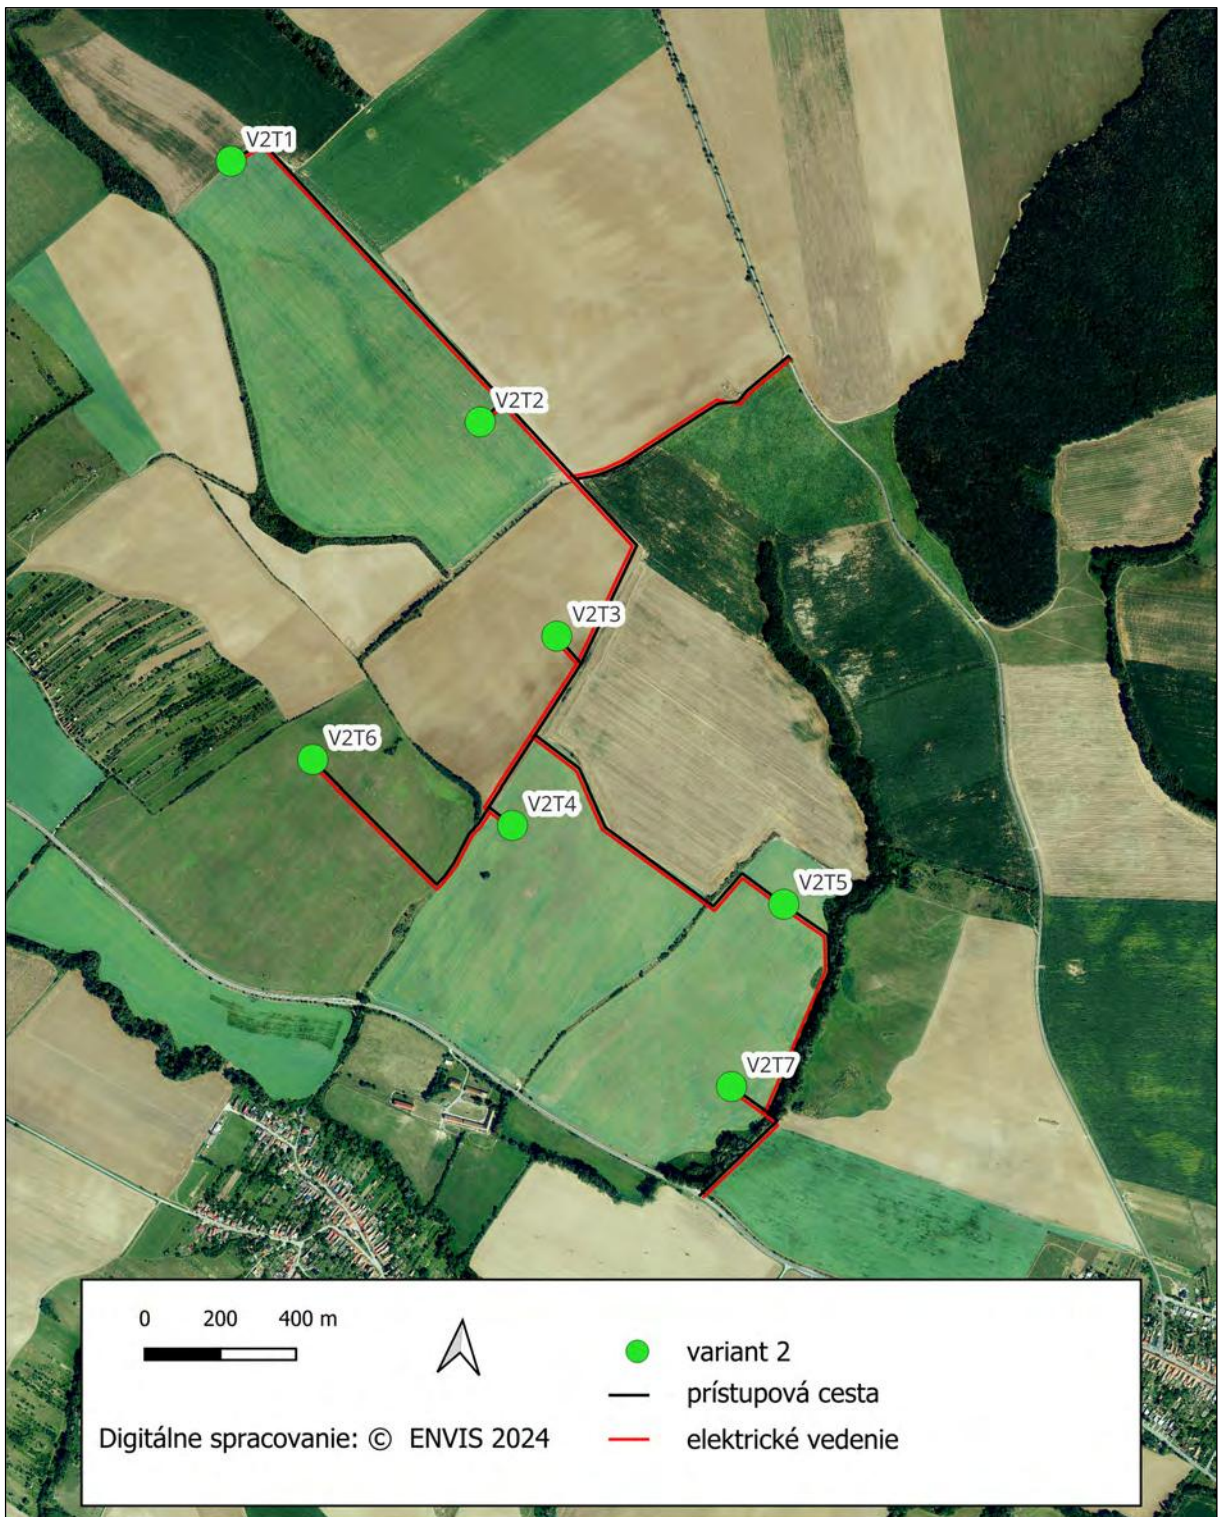 V2T1
V2T2
V2T3
V2T6
V2T4
V2T5
V2T7
0 200 400 m
variant 2
prístupová cesta
Digitálne spracovanie: © ENVIS 2024
elektrické vedenie